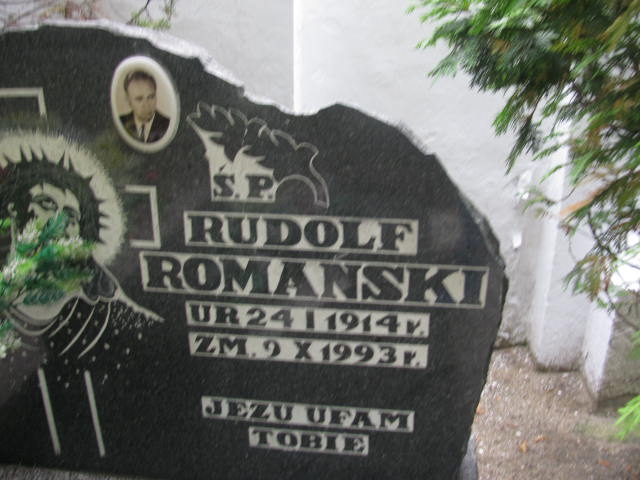 Ś.P.
RUDOLF
ROMAŃSKI
UR 24 I 1914 r.
ZM. 9 X 1993 r.
JEZU UFAM
TOBIE